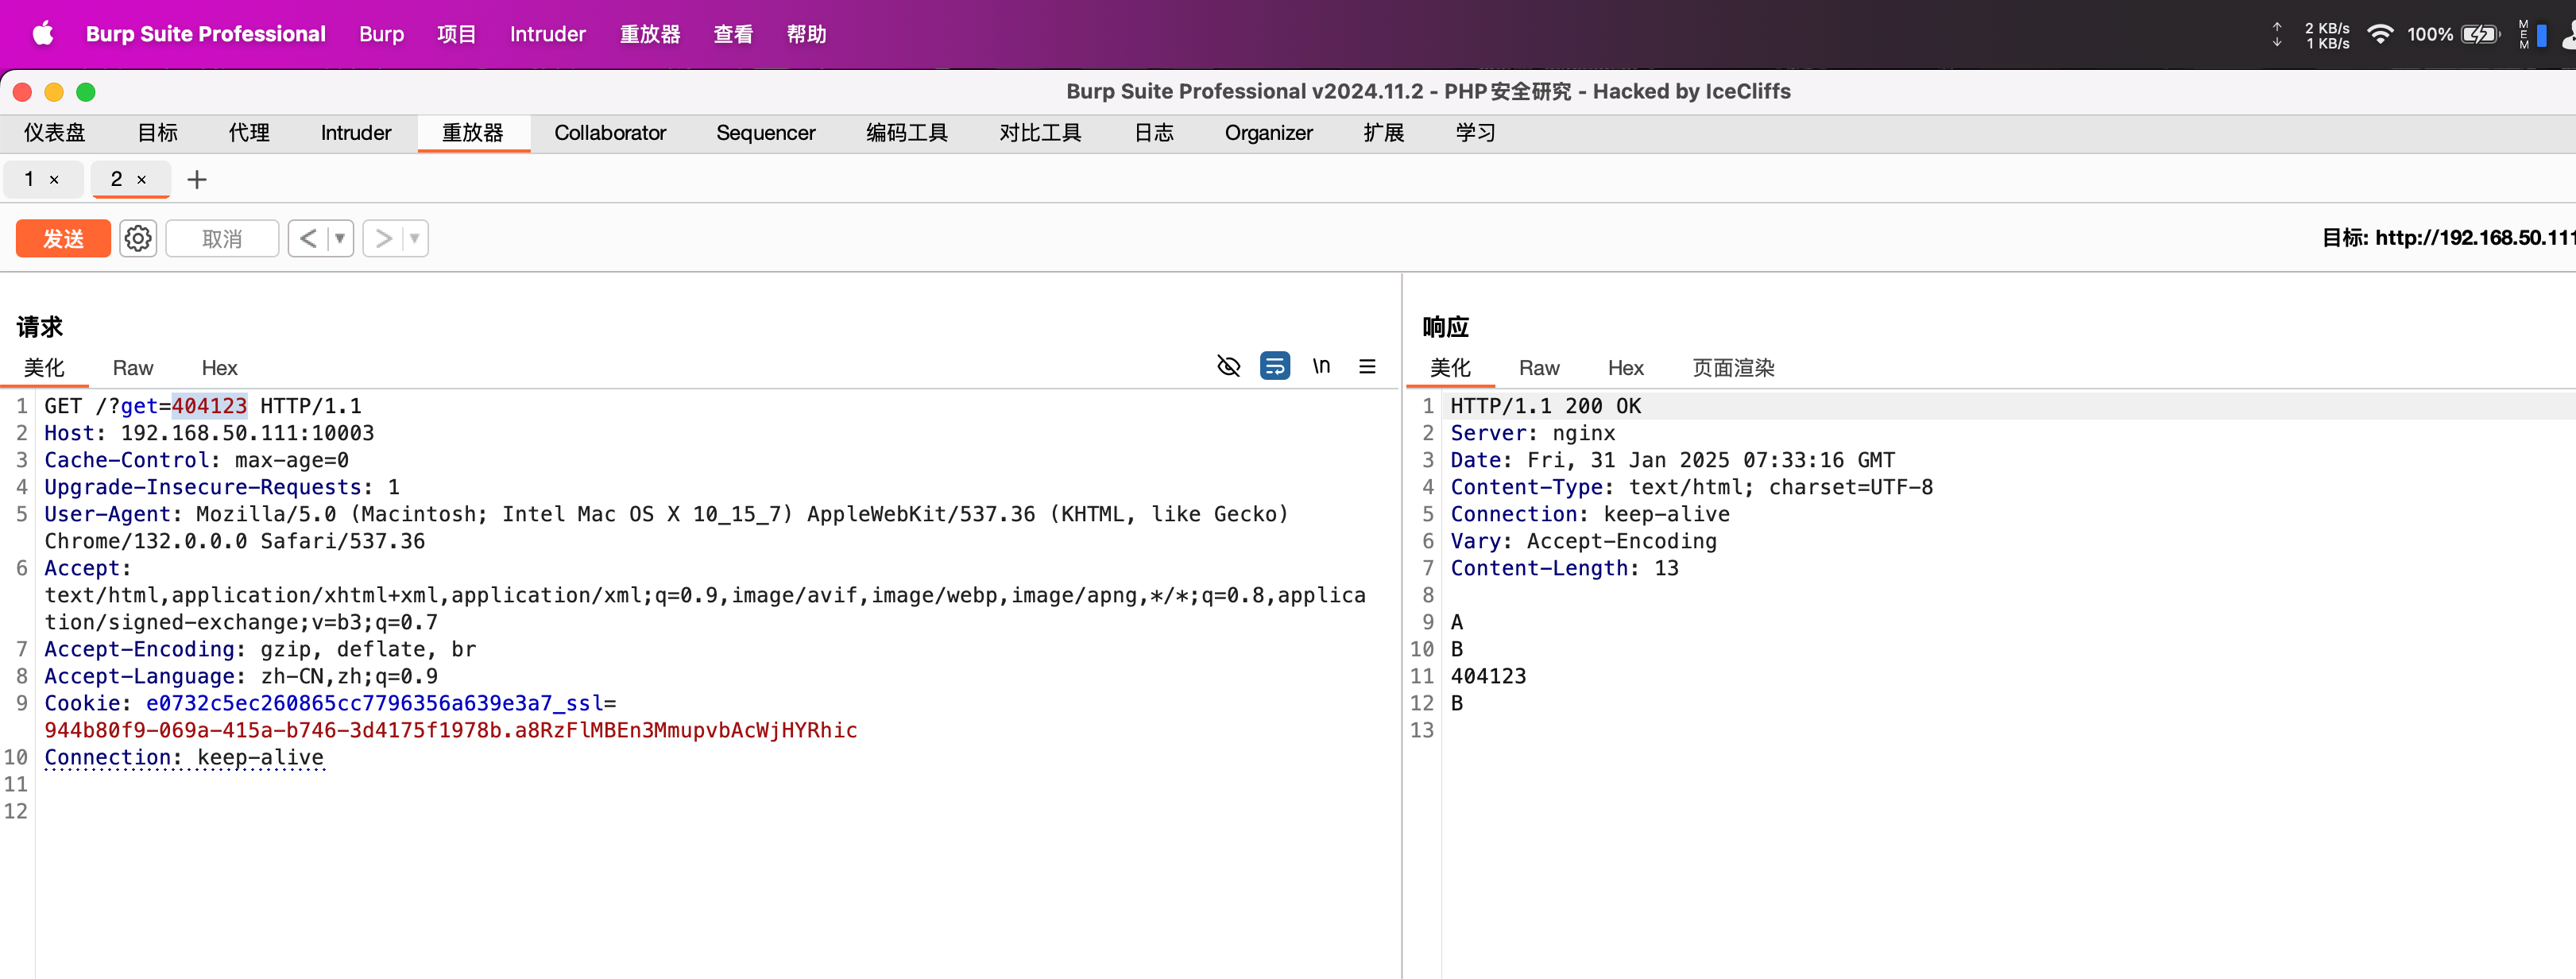 Burp Suite Professional Burp 项目 Intruder 重放器 查看 帮助 2 KB/s 1 KB/s 100% MEM
Burp Suite Professional v2024.11.2 - PHP安全研究 - Hacked by IceCliffs
仪表盘 目标 代理 Intruder 重放器 Collaborator Sequencer 编码工具 对比工具 日志 Organizer 扩展 学习
1 × 2 × +
发送 取消 < > 目标: http://192.168.50.111
请求
美化 Raw Hex \n
1 GET /?get=404123 HTTP/1.1
2 Host: 192.168.50.111:10003
3 Cache-Control: max-age=0
4 Upgrade-Insecure-Requests: 1
5 User-Agent: Mozilla/5.0 (Macintosh; Intel Mac OS X 10_15_7) AppleWebKit/537.36 (KHTML, like Gecko)
Chrome/132.0.0.0 Safari/537.36
6 Accept:
text/html,application/xhtml+xml,application/xml;q=0.9,image/avif,image/webp,image/apng,*/*;q=0.8,applica
tion/signed-exchange;v=b3;q=0.7
7 Accept-Encoding: gzip, deflate, br
8 Accept-Language: zh-CN,zh;q=0.9
9 Cookie: e0732c5ec260865cc7796356a639e3a7_ssl=
944b80f9-069a-415a-b746-3d4175f1978b.a8RzFlMBEn3MmupvbAcWjHYRhic
10 Connection: keep-alive
11
12
响应
美化 Raw Hex 页面渲染
1 HTTP/1.1 200 OK
2 Server: nginx
3 Date: Fri, 31 Jan 2025 07:33:16 GMT
4 Content-Type: text/html; charset=UTF-8
5 Connection: keep-alive
6 Vary: Accept-Encoding
7 Content-Length: 13
8
9 A
10 B
11 404123
12 B
13